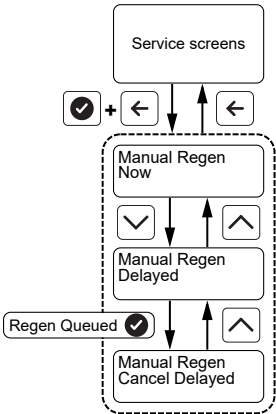 Service screens
+
Manual Regen
Now
Manual Regen
Delayed
Regen Queued
Manual Regen
Cancel Delayed